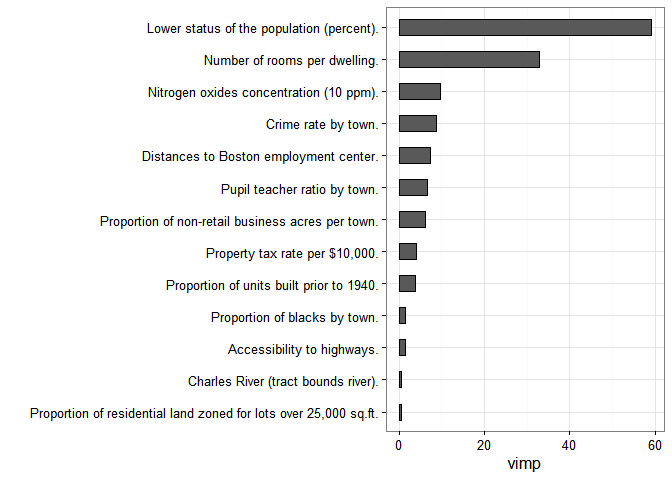 Lower status of the population (percent).
Number of rooms per dwelling.
Nitrogen oxides concentration (10 ppm).
Crime rate by town.
Distances to Boston employment center.
Pupil teacher ratio by town.
Proportion of non-retail business acres per town.
Property tax rate per $10,000.
Proportion of units built prior to 1940.
Proportion of blacks by town.
Accessibility to highways.
Charles River (tract bounds river).
Proportion of residential land zoned for lots over 25,000 sq.ft.
0 20 40 60
vimp